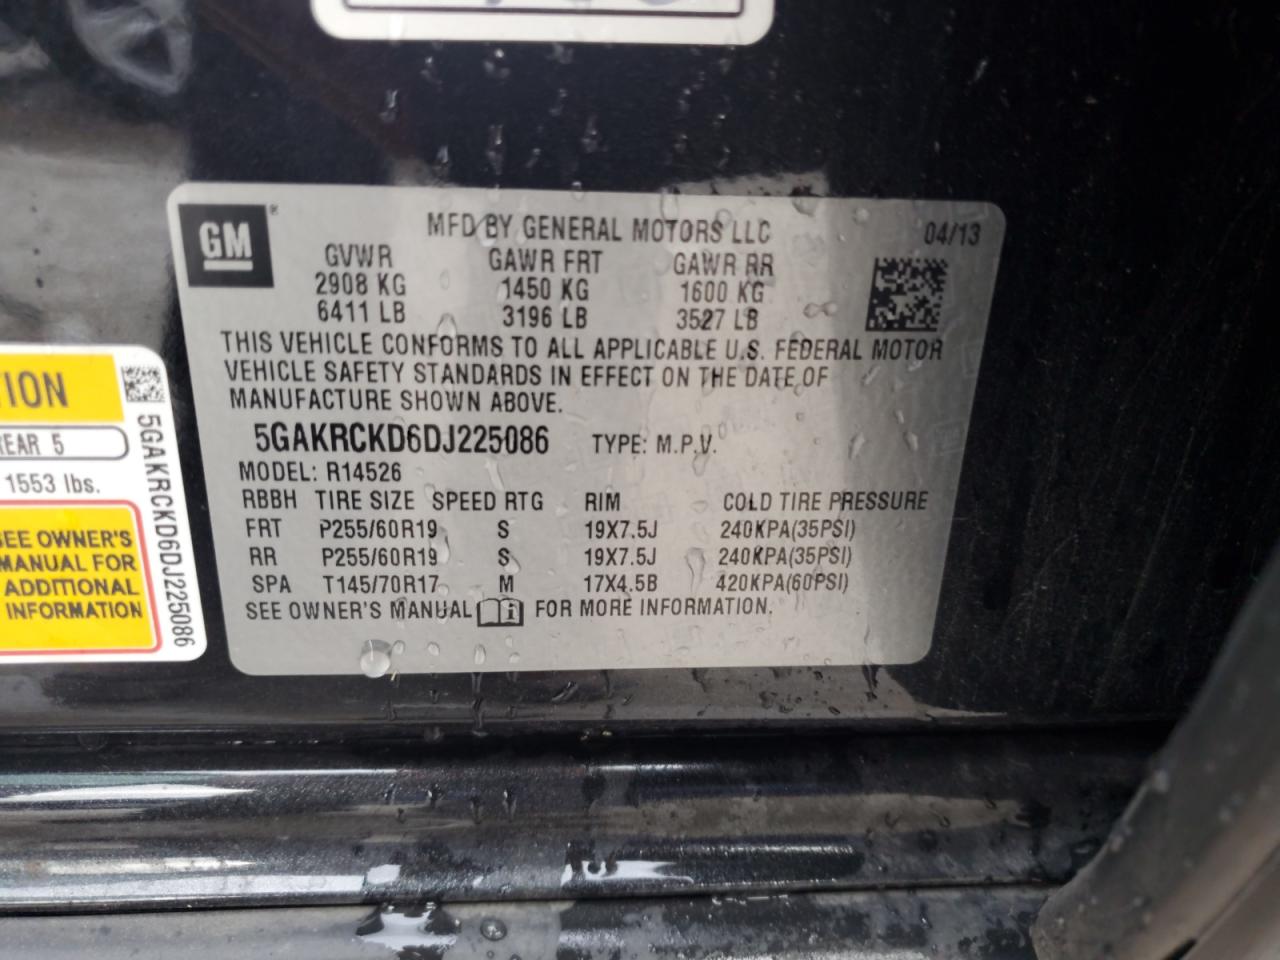 GM®
MFD BY GENERAL MOTORS LLC 04/13
GVWR GAWR FRT GAWR RR
2908 KG 1450 KG 1600 KG
6411 LB 3196 LB 3527 LB
THIS VEHICLE CONFORMS TO ALL APPLICABLE U.S. FEDERAL MOTOR
VEHICLE SAFETY STANDARDS IN EFFECT ON THE DATE OF
MANUFACTURE SHOWN ABOVE.
5GAKRCKD6DJ225086 TYPE: M.P.V.
MODEL: R14526
RBBH TIRE SIZE SPEED RTG RIM COLD TIRE PRESSURE
FRT P255/60R19 S 19X7.5J 240KPA(35PSI)
RR P255/60R19 S 19X7.5J 240KPA(35PSI)
SPA T145/70R17 M 17X4.5B 420KPA(60PSI)
SEE OWNER'S MANUAL FOR MORE INFORMATION.
TION
REAR 5
1553 lbs.
SEE OWNER'S
MANUAL FOR
ADDITIONAL
INFORMATION
5GAKRCKD6DJ225086